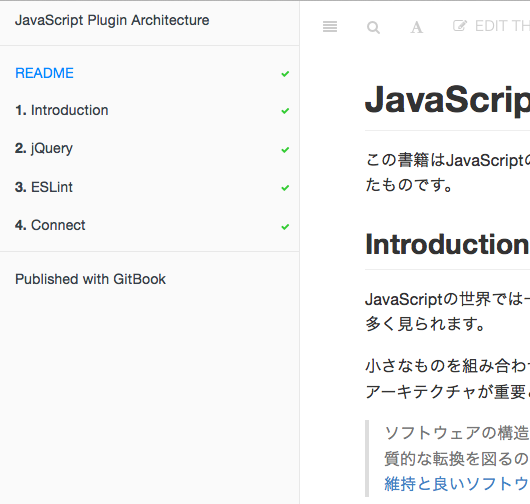 JavaScript Plugin Architecture
README
1. Introduction
2. jQuery
3. ESLint
4. Connect
Published with GitBook
A EDIT TH
JavaScrip
この書籍はJavaScript
たものです。
Introduction
JavaScriptの世界では
多く見られます。
小さなものを組み合わ
アーキテクチャが重要
ソフトウェアの構造
質的な転換を図るの
維持と良いソフトウ